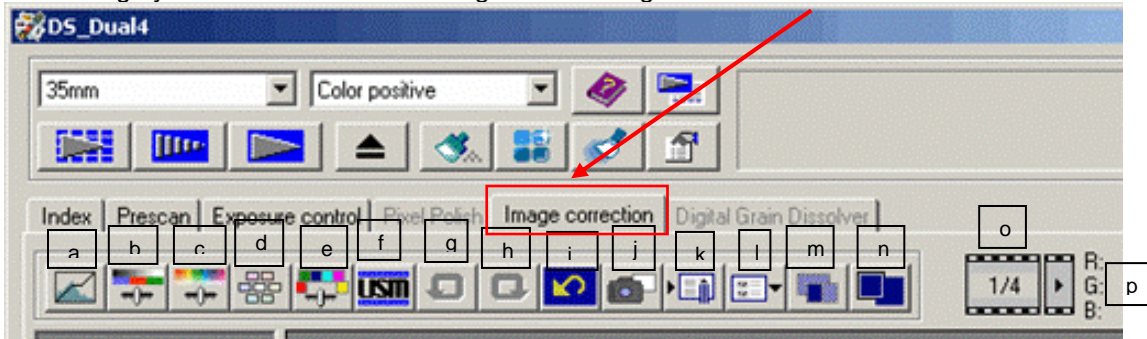 DS_Dual4
35mm Color positive
Index Prescan Exposure control Pixel Polish Image correction Digital Grain Dissolver
a b c d e f g h i j k l m n o
USM
1/4
R:
G: p
B: